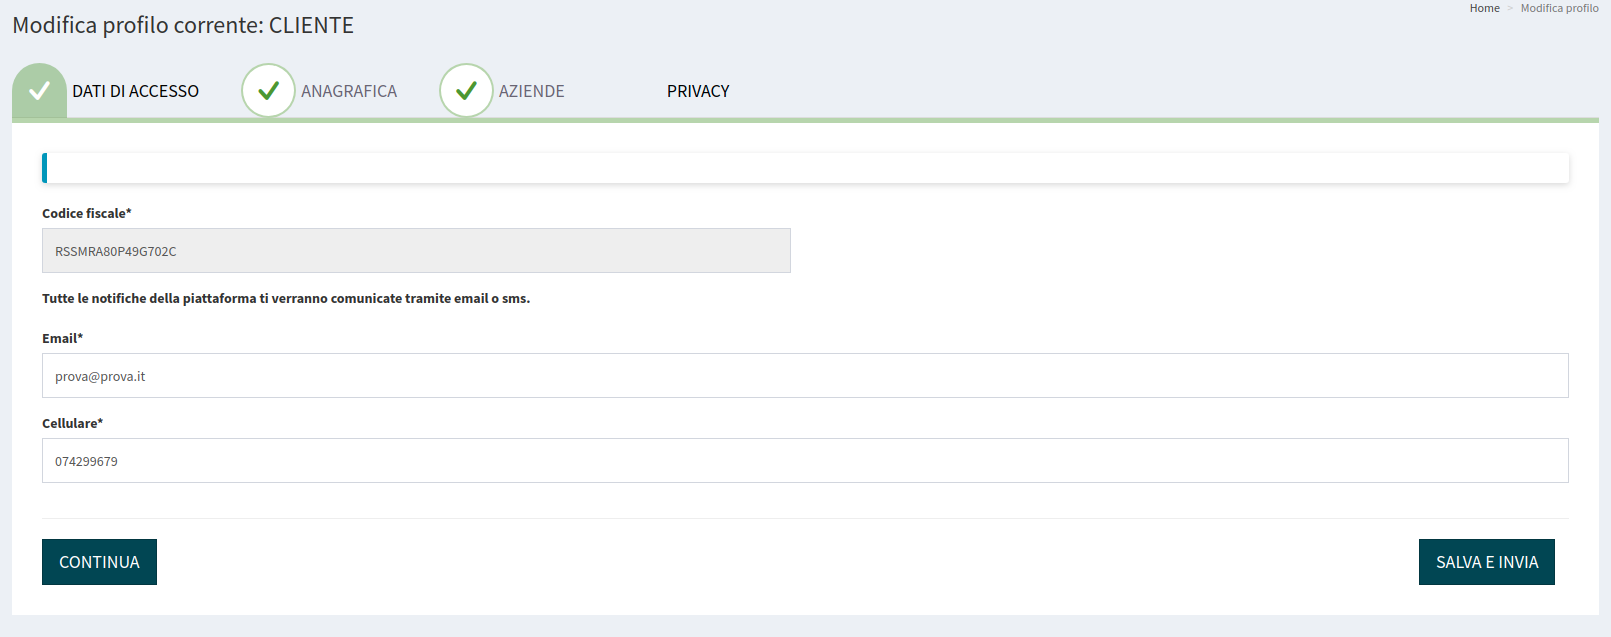 Home > Modifica profilo
Modifica profilo corrente: CLIENTE
DATI DI ACCESSO ANAGRAFICA AZIENDE PRIVACY
Codice fiscale*
RSSMRA80P49G702C
Tutte le notifiche della piattaforma ti verranno comunicate tramite email o sms.
Email*
prova@prova.it
Cellulare*
074299679
CONTINUA SALVA E INVIA